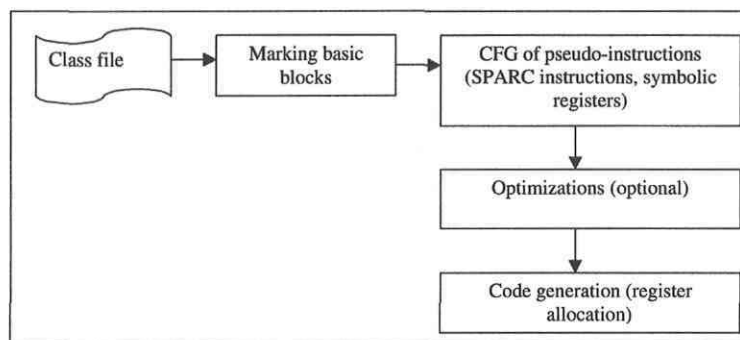 Class file
Marking basic
blocks
CFG of pseudo-instructions
(SPARC instructions, symbolic
registers)
Optimizations (optional)
Code generation (register
allocation)